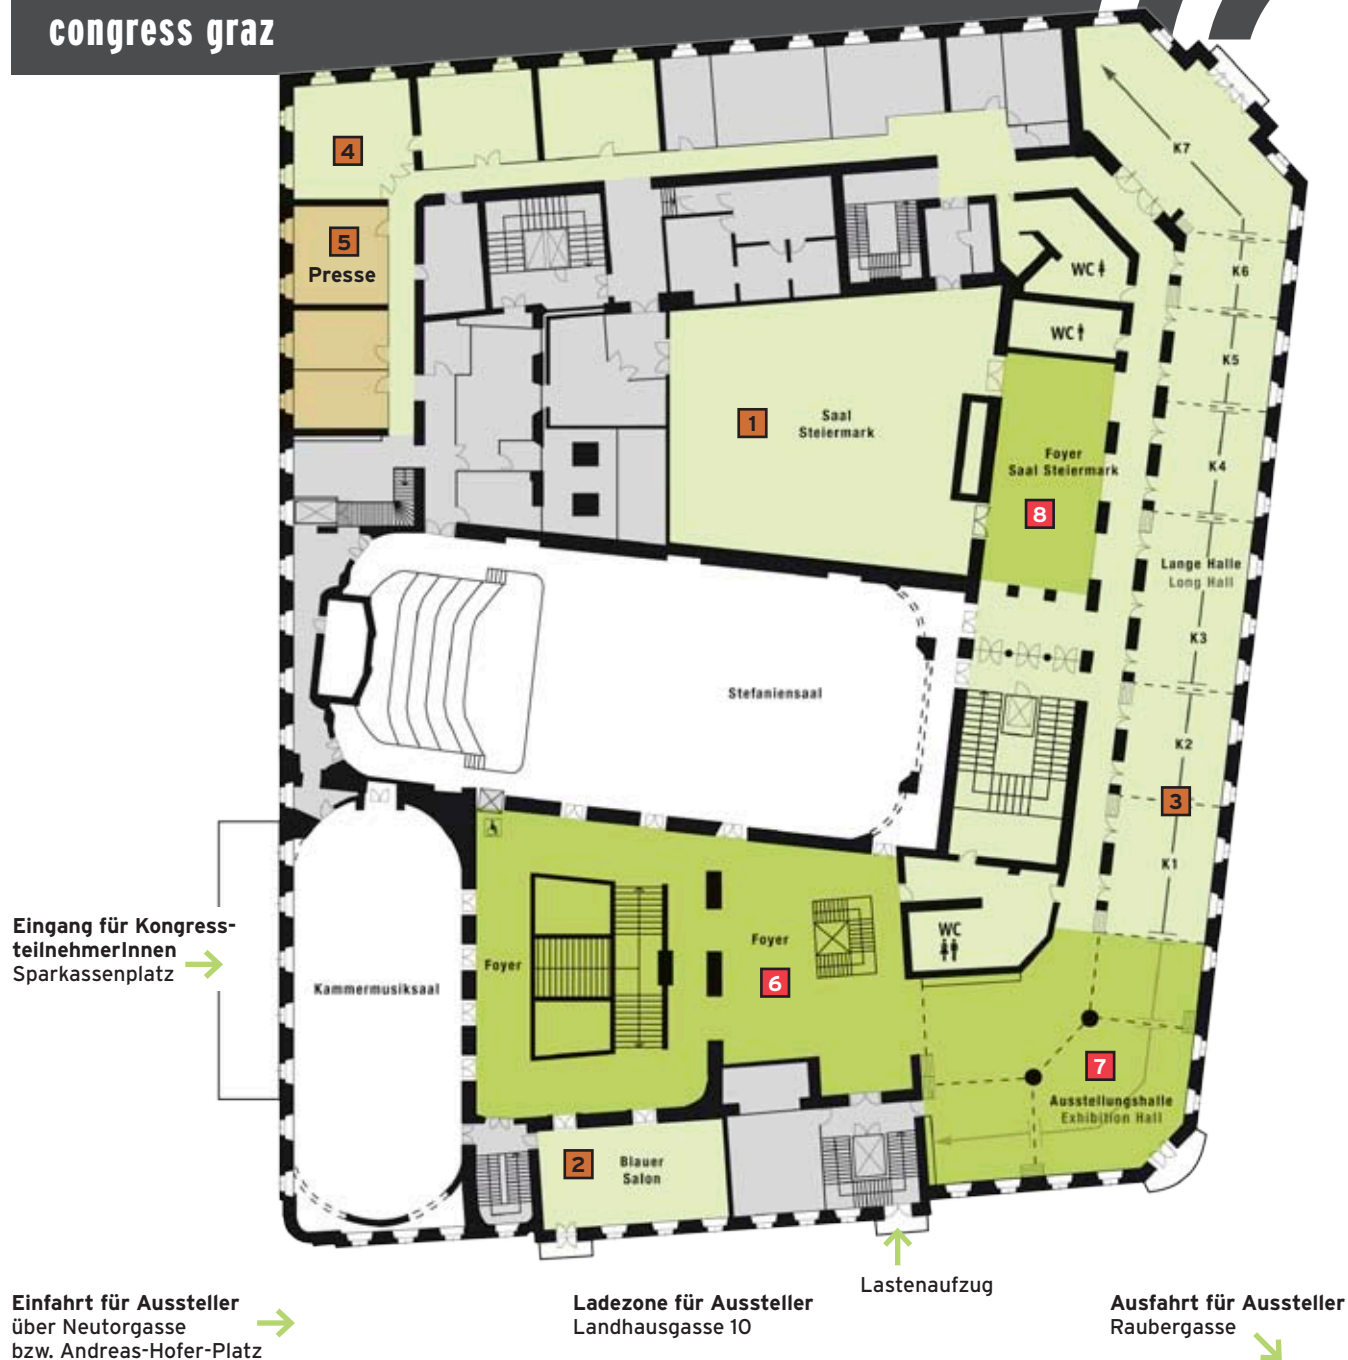 congress graz
4
5
Presse
K7
WC
K6
WC
K5
1
Saal
Steiermark
Foyer
Saal Steiermark
K4
8
Lange Halle
Long Hall
K3
Stefaniensaal
K2
3
K1
Eingang für Kongress-
teilnehmerInnen
Sparkassenplatz
Kammermusiksaal
Foyer
Foyer
WC
6
7
Ausstellungshalle
Exhibition Hall
2
Blauer
Salon
Lastenaufzug
Einfahrt für Aussteller
über Neutorgasse
bzw. Andreas-Hofer-Platz
Ladezone für Aussteller
Landhausgasse 10
Ausfahrt für Aussteller
Raubergasse